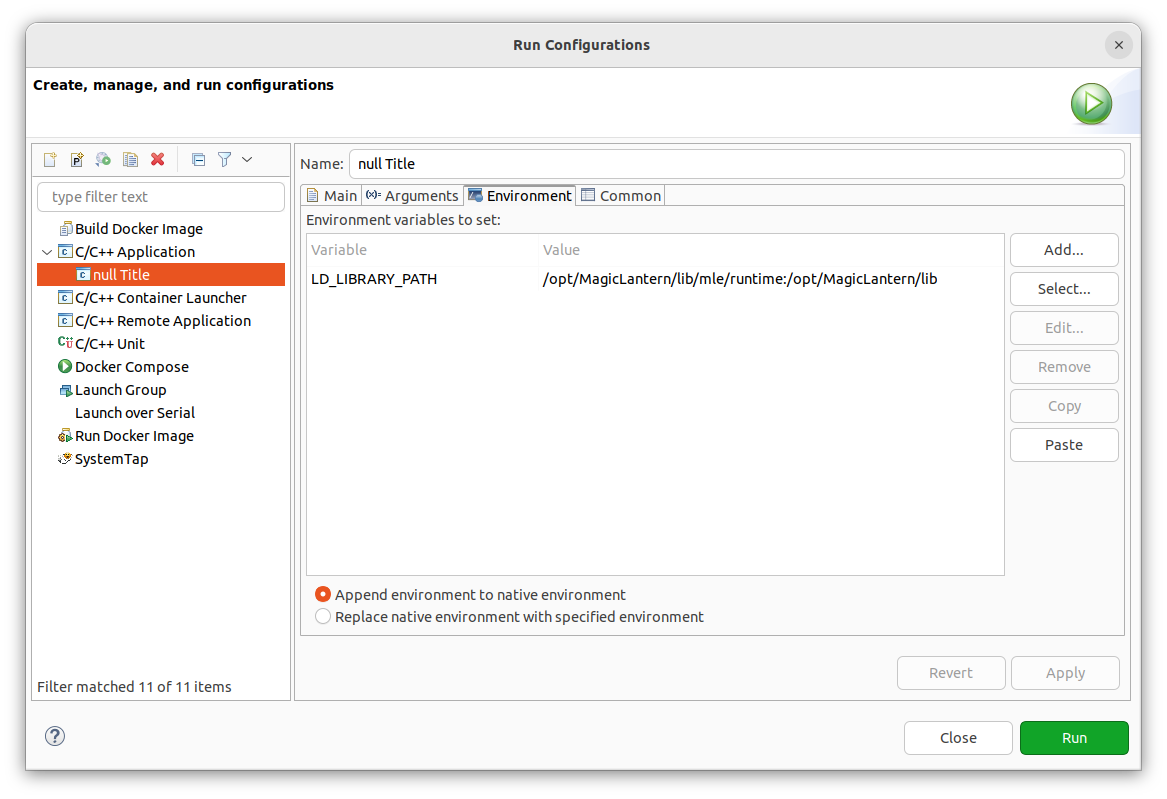 Run Configurations
Create, manage, and run configurations
type filter text
Build Docker Image
C/C++ Application
null Title
C/C++ Container Launcher
C/C++ Remote Application
C/C++ Unit
Docker Compose
Launch Group
Launch over Serial
Run Docker Image
SystemTap
Filter matched 11 of 11 items
Name: null Title
Main (x)= Arguments Environment Common
Environment variables to set:
Variable Value
LD_LIBRARY_PATH /opt/MagicLantern/lib/mle/runtime:/opt/MagicLantern/lib
Add...
Select...
Edit...
Remove
Copy
Paste
Append environment to native environment
Replace native environment with specified environment
Revert Apply
Close Run